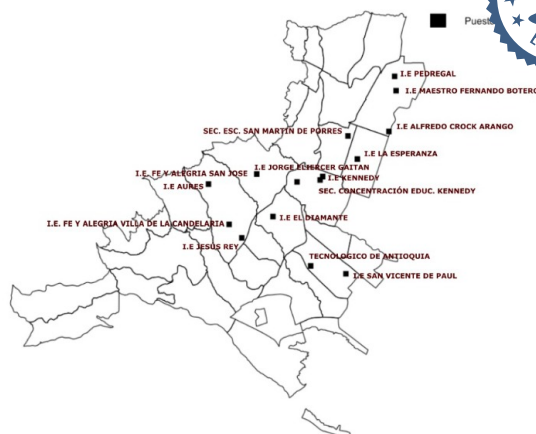 I.E PEDREGAL
I.E MAESTRO FERNANDO BOTERO
I.E ALFREDO CROCK ARANGO
SEC. ESC. SAN MARTIN DE PORRES
I.E LA ESPERANZA
I.E JORGE ELIERCER GAITAN
I.E. FE Y ALEGRIA SAN JOSE
I.E KENNEDY
I.E AURES
SEC. CONCENTRACIÓN EDUC. KENNEDY
I.E EL DIAMANTE
I.E. FE Y ALEGRIA VILLA DE LA CANDELARIA
I.E JESUS REY
TECNOLOGICO DE ANTIOQUIA
I.E SAN VICENTE DE PAUL